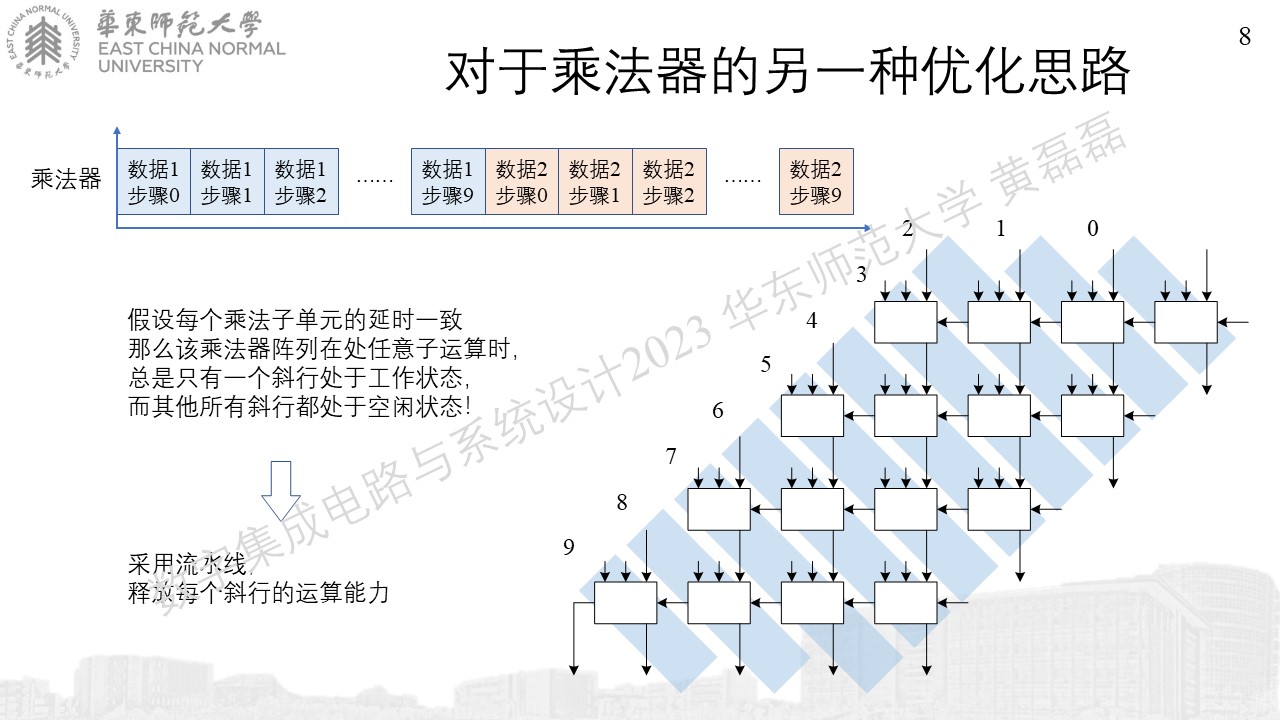 華東師範大學
EAST CHINA NORMAL
UNIVERSITY
EAST CHINA NORMAL UNIVERSITY
華東师范大学
8
对于乘法器的另一种优化思路
乘法器
数据1
步骤0
数据1
步骤1
数据1
步骤2
……
数据1
步骤9
数据2
步骤0
数据2
步骤1
数据2
步骤2
……
数据2
步骤9
假设每个乘法子单元的延时一致
那么该乘法器阵列在处任意子运算时，
总是只有一个斜行处于工作状态，
而其他所有斜行都处于空闲状态！
采用流水线，
释放每个斜行的运算能力
2
1
0
3
4
5
6
7
8
9
数字集成电路与系统设计2023 华东师范大学 黄磊磊